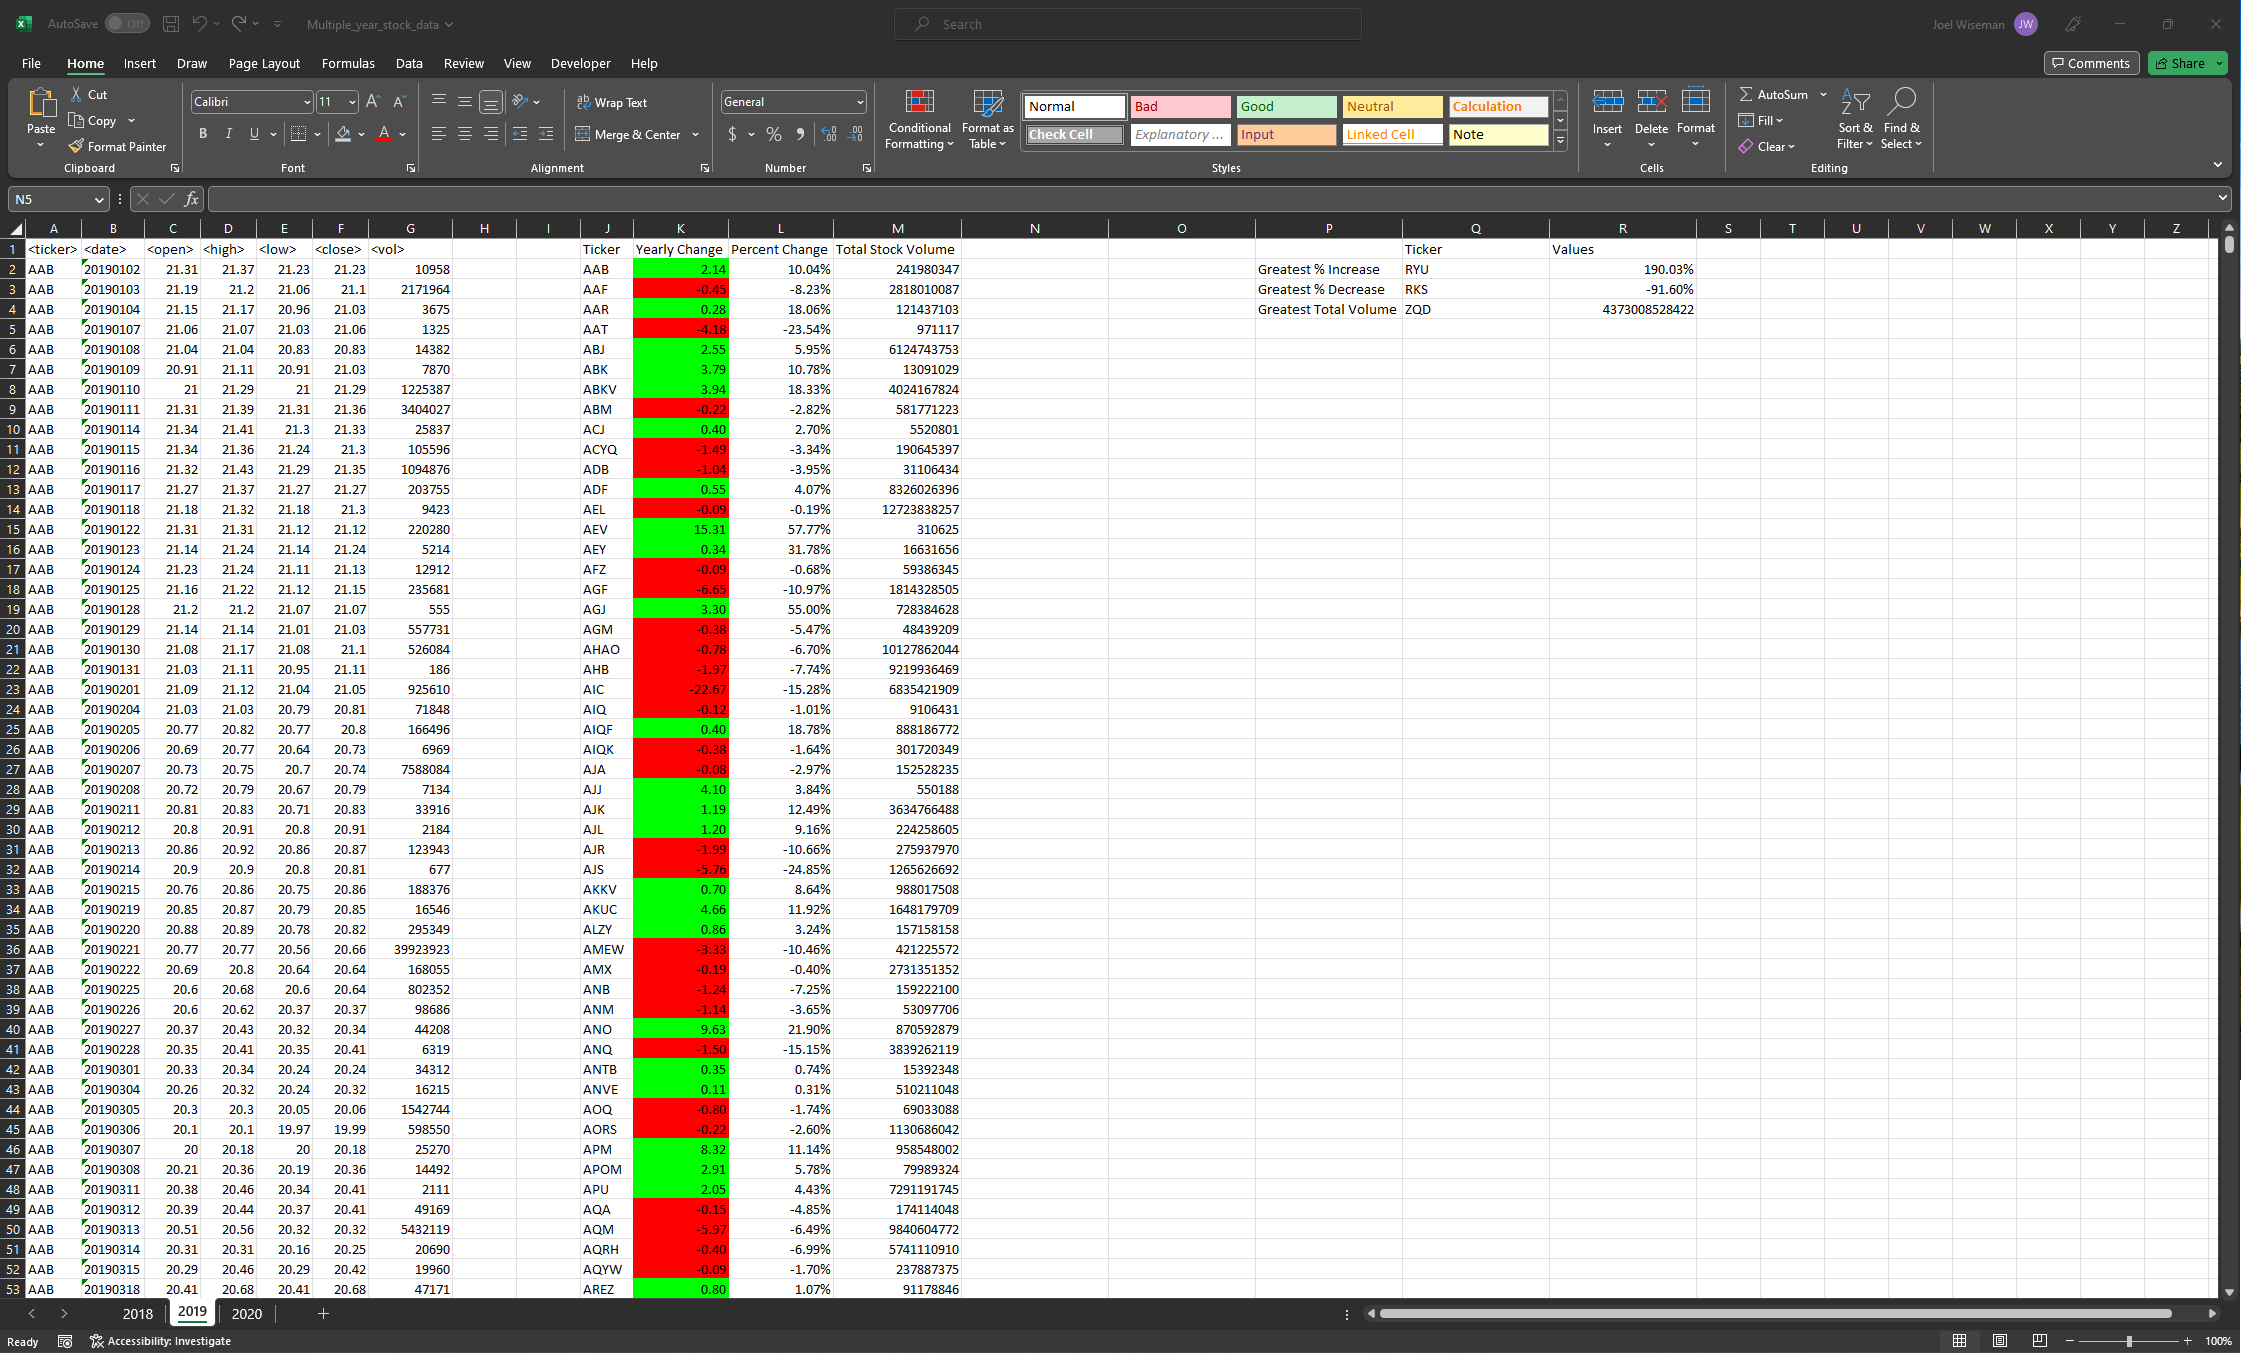 AutoSave Off Multiple_year_stock_data Search Joel Wiseman JW
File Home Insert Draw Page Layout Formulas Data Review View Developer Help Comments Share
Paste Cut Copy Format Painter Clipboard
Calibri 11 B I U A Font
Wrap Text Merge & Center Alignment
General $ % Number
Conditional Formatting Format as Table
Normal Bad Good Neutral Calculation
Check Cell Explanatory ... Input Linked Cell Note
Styles
Insert Delete Format Cells
AutoSum Fill Clear Sort & Filter Find & Select Editing
N5 fx
A B C D E F G H I J K L M N O P Q R S T U V W X Y Z
1 <ticker> <date> <open> <high> <low> <close> <vol> Ticker Yearly Change Percent Change Total Stock Volume Ticker Values
2 AAB 20190102 21.31 21.37 21.23 21.23 10958 AAB 2.14 10.04% 241980347 Greatest % Increase RYU 190.03%
3 AAB 20190103 21.19 21.2 21.06 21.1 2171964 AAF -0.45 -8.23% 2818010087 Greatest % Decrease RKS -91.60%
4 AAB 20190104 21.15 21.17 20.96 21.03 3675 AAR 0.28 18.06% 121437103 Greatest Total Volume ZQD 4373008528422
5 AAB 20190107 21.06 21.07 21.03 21.06 1325 AAT -4.18 -23.54% 971117
6 AAB 20190108 21.04 21.04 20.83 20.83 14382 ABJ 2.55 5.95% 6124743753
7 AAB 20190109 20.91 21.11 20.91 21.03 7870 ABK 3.79 10.78% 13091029
8 AAB 20190110 21 21.29 21 21.29 1225387 ABKV 3.94 18.33% 4024167824
9 AAB 20190111 21.31 21.39 21.31 21.36 3404027 ABM -0.22 -2.82% 581771223
10 AAB 20190114 21.34 21.41 21.3 21.33 25837 ACJ 0.40 2.70% 5520801
11 AAB 20190115 21.34 21.36 21.24 21.3 105596 ACYQ -1.49 -3.34% 190645397
12 AAB 20190116 21.32 21.43 21.29 21.35 1094876 ADB -1.04 -3.95% 31106434
13 AAB 20190117 21.27 21.37 21.27 21.27 203755 ADF 0.55 4.07% 8326026396
14 AAB 20190118 21.18 21.32 21.18 21.3 9423 AEL -0.09 -0.19% 12723838257
15 AAB 20190122 21.31 21.31 21.12 21.12 220280 AEV 15.31 57.77% 310625
16 AAB 20190123 21.14 21.24 21.14 21.24 5214 AEY 0.34 31.78% 16631656
17 AAB 20190124 21.23 21.24 21.11 21.13 12912 AFZ -0.09 -0.68% 59386345
18 AAB 20190125 21.16 21.22 21.12 21.15 235681 AGF -6.65 -10.97% 1814328505
19 AAB 20190128 21.2 21.2 21.07 21.07 555 AGJ 3.30 55.00% 728384628
20 AAB 20190129 21.14 21.14 21.01 21.03 557731 AGM -0.38 -5.47% 48439209
21 AAB 20190130 21.08 21.17 21.08 21.1 526084 AHAO -0.78 -6.70% 10127862044
22 AAB 20190131 21.03 21.11 20.95 21.11 186 AHB -1.97 -7.74% 9219936469
23 AAB 20190201 21.09 21.12 21.04 21.05 925610 AIC -22.67 -15.28% 6835421909
24 AAB 20190204 21.03 21.03 20.79 20.81 71848 AIQ -0.12 -1.01% 9106431
25 AAB 20190205 20.77 20.82 20.77 20.8 166496 AIQF 0.40 18.78% 888186772
26 AAB 20190206 20.69 20.77 20.64 20.73 6969 AIQK -0.38 -1.64% 301720349
27 AAB 20190207 20.73 20.75 20.7 20.74 7588084 AJA -0.08 -2.97% 152528235
28 AAB 20190208 20.72 20.79 20.67 20.79 7134 AJJ 4.10 3.84% 550188
29 AAB 20190211 20.81 20.83 20.71 20.83 33916 AJK 1.19 12.49% 3634766488
30 AAB 20190212 20.8 20.91 20.8 20.91 2184 AJL 1.20 9.16% 224258605
31 AAB 20190213 20.86 20.92 20.86 20.87 123943 AJR -1.99 -10.66% 275937970
32 AAB 20190214 20.9 20.9 20.8 20.81 677 AJS -5.76 -24.85% 1265626692
33 AAB 20190215 20.76 20.86 20.75 20.86 188376 AKKV 0.70 8.64% 988017508
34 AAB 20190219 20.85 20.87 20.79 20.85 16546 AKUC 4.66 11.92% 1648179709
35 AAB 20190220 20.88 20.89 20.78 20.82 295349 ALZY 0.86 3.24% 157158158
36 AAB 20190221 20.77 20.77 20.56 20.66 39923923 AMEW -3.33 -10.46% 421225572
37 AAB 20190222 20.69 20.8 20.64 20.64 168055 AMX -0.19 -0.40% 2731351352
38 AAB 20190225 20.6 20.68 20.6 20.64 802352 ANB -1.24 -7.25% 159222100
39 AAB 20190226 20.6 20.62 20.37 20.37 98686 ANM -1.14 -3.65% 53097706
40 AAB 20190227 20.37 20.43 20.32 20.34 44208 ANO 9.63 21.90% 870592879
41 AAB 20190228 20.35 20.41 20.35 20.41 6319 ANQ -1.50 -15.15% 3839262119
42 AAB 20190301 20.33 20.34 20.24 20.24 34312 ANTB 0.35 0.74% 15392348
43 AAB 20190304 20.26 20.32 20.24 20.32 16215 ANVE 0.11 0.31% 510211048
44 AAB 20190305 20.3 20.3 20.05 20.06 1542744 AOQ -0.80 -1.74% 69033088
45 AAB 20190306 20.1 20.1 19.97 19.99 598550 AORS -0.22 -2.60% 1130686042
46 AAB 20190307 20 20.18 20 20.18 25270 APM 8.32 11.14% 958548002
47 AAB 20190308 20.21 20.36 20.19 20.36 14492 APOM 2.91 5.78% 79989324
48 AAB 20190311 20.38 20.46 20.34 20.41 2111 APU 2.05 4.43% 7291191745
49 AAB 20190312 20.39 20.44 20.37 20.41 49169 AQA -0.15 -4.85% 174114048
50 AAB 20190313 20.51 20.56 20.32 20.32 5432119 AQM -5.97 -6.49% 9840604772
51 AAB 20190314 20.31 20.31 20.16 20.25 20690 AQRH -0.40 -6.99% 5741110910
52 AAB 20190315 20.29 20.46 20.29 20.42 19960 AQYW -0.09 -1.70% 237887375
53 AAB 20190318 20.41 20.68 20.41 20.68 47171 AREZ 0.80 1.07% 91178846
2018 2019 2020
Ready Accessibility: Investigate 100%